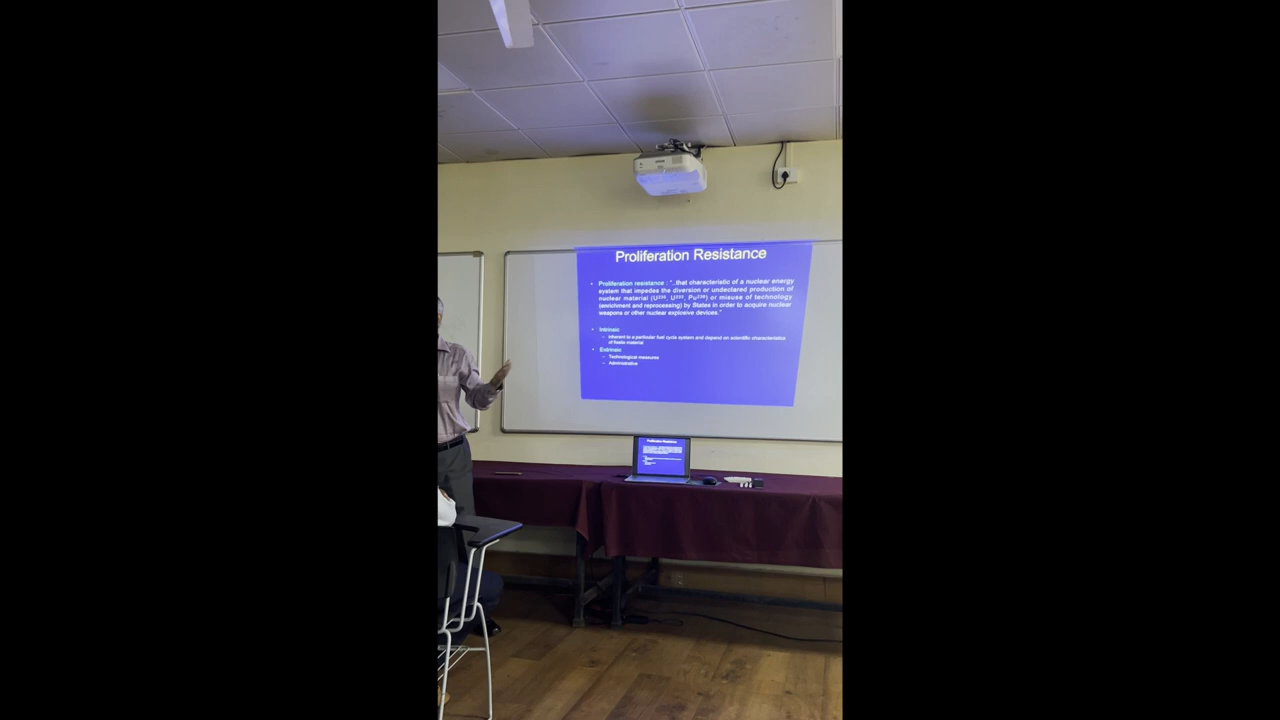 Proliferation Resistance
• Proliferation resistance : "..that characteristic of a nuclear energy
system that impedes the diversion or undeclared production of
nuclear material (U²³⁵, U²³³, Pu²³⁹) or misuse of technology
(enrichment and reprocessing) by States in order to acquire nuclear
weapons or other nuclear explosive devices."
• Intrinsic
– Inherent to a particular fuel cycle system and depend on scientific characteristics
of fissile material
• Extrinsic
– Technological measures
– Administrative
Proliferation Resistance